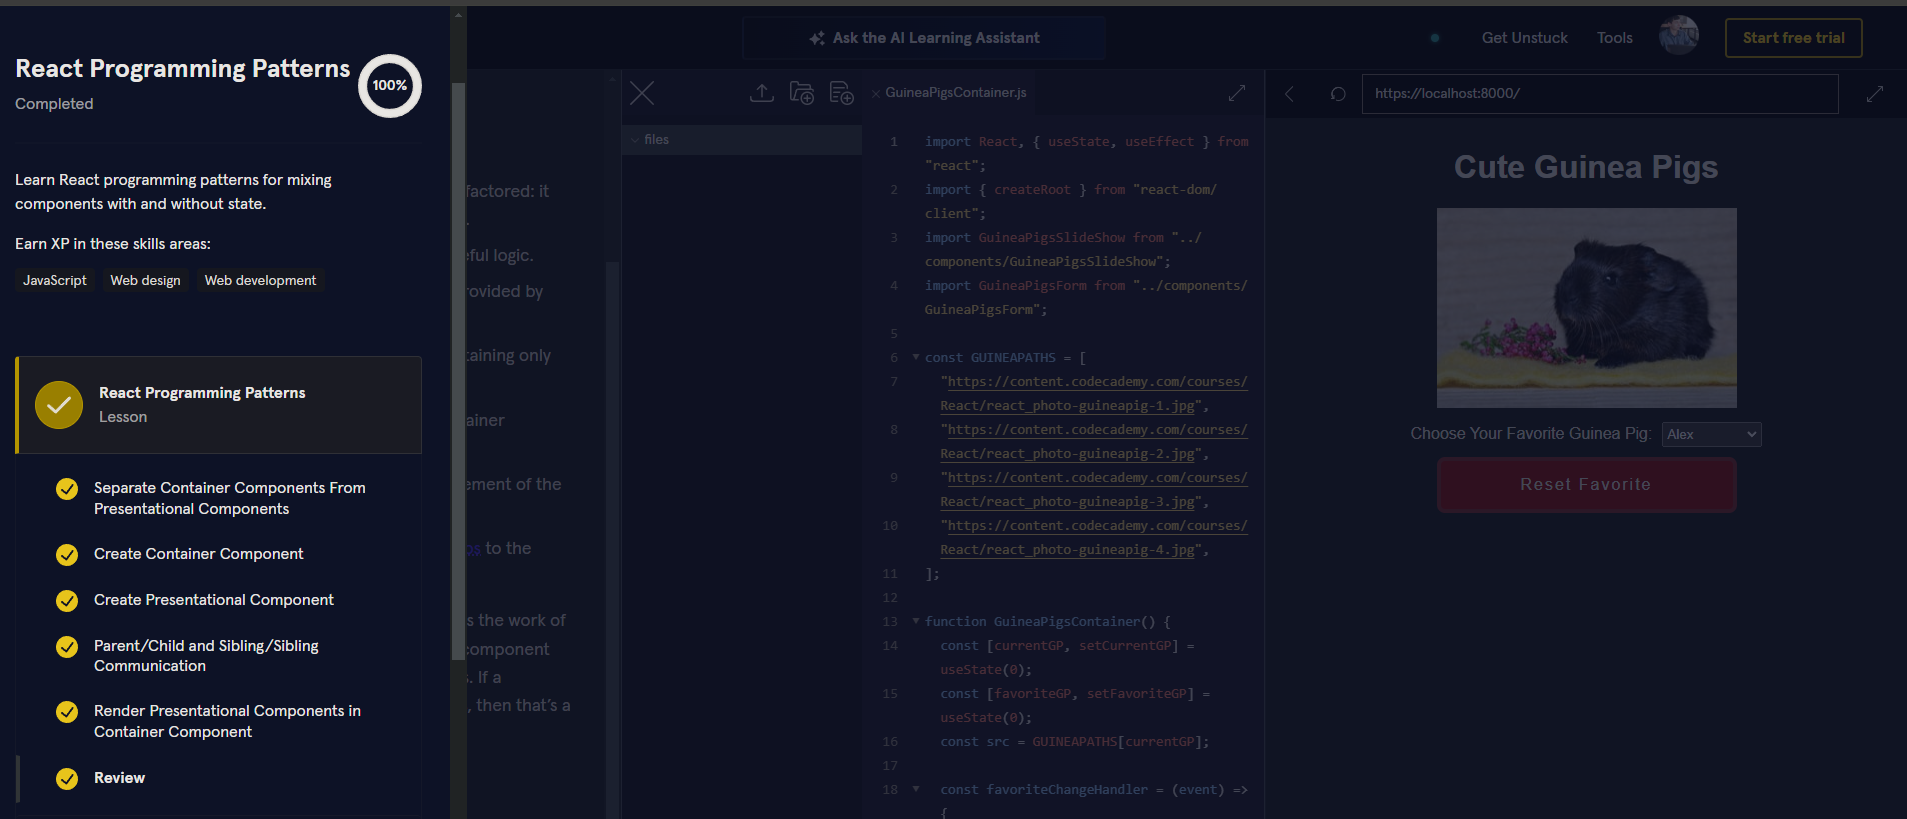 React Programming Patterns
100%
Completed
Learn React programming patterns for mixing
components with and without state.
Earn XP in these skills areas:
JavaScript
Web design
Web development
React Programming Patterns
Lesson
Separate Container Components From
Presentational Components
Create Container Component
Create Presentational Component
Parent/Child and Sibling/Sibling
Communication
Render Presentational Components in
Container Component
Review
Ask the AI Learning Assistant
Get Unstuck
Tools
Start free trial
factored: it
.
ful logic.
rovided by
taining only
ainer
ement of the
to the
s the work of
component
. If a
, then that's a
files
GuineaPigsContainer.js
1 import React, { useState, useEffect } from
"react";
2 import { createRoot } from "react-dom/
client";
3 import GuineaPigsSlideShow from "../
components/GuineaPigsSlideShow";
4 import GuineaPigsForm from "../components/
GuineaPigsForm";
5
6 const GUINEAPATHS = [
7 "https://content.codecademy.com/courses/
React/react_photo-guineapig-1.jpg",
8 "https://content.codecademy.com/courses/
React/react_photo-guineapig-2.jpg",
9 "https://content.codecademy.com/courses/
React/react_photo-guineapig-3.jpg",
10 "https://content.codecademy.com/courses/
React/react_photo-guineapig-4.jpg",
11 ];
12
13 function GuineaPigsContainer() {
14 const [currentGP, setCurrentGP] =
useState(0);
15 const [favoriteGP, setFavoriteGP] =
useState(0);
16 const src = GUINEAPATHS[currentGP];
17
18 const favoriteChangeHandler = (event) =>
{
https://localhost:8000/
Cute Guinea Pigs
Choose Your Favorite Guinea Pig:
Alex
Reset Favorite